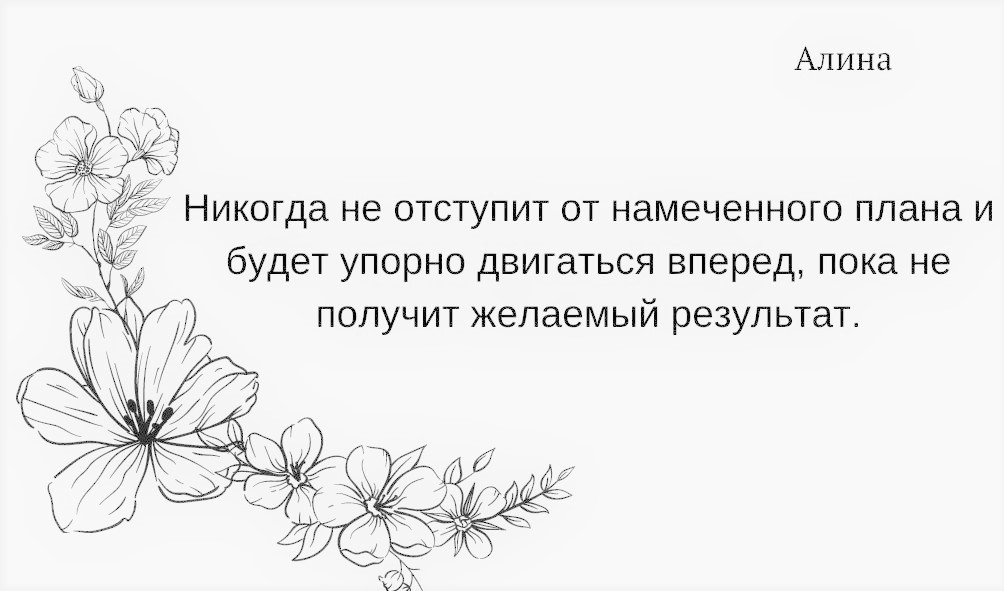 Алина
Никогда не отступит от намеченного плана и
будет упорно двигаться вперед, пока не
получит желаемый результат.